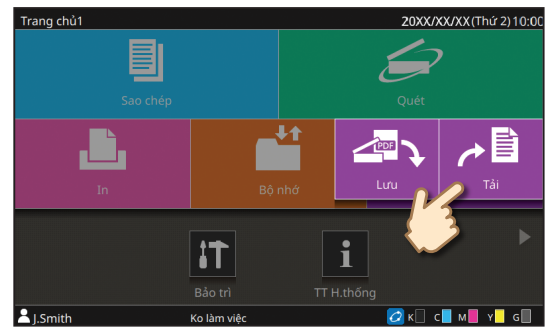 Trang chủ1 20XX/XX/XX(Thứ 2)10:00
Sao chép Quét
PDF
In Bộ nhớ Lưu Tải
Bảo trì TT H.thống
J.Smith Ko làm việc K C M Y G